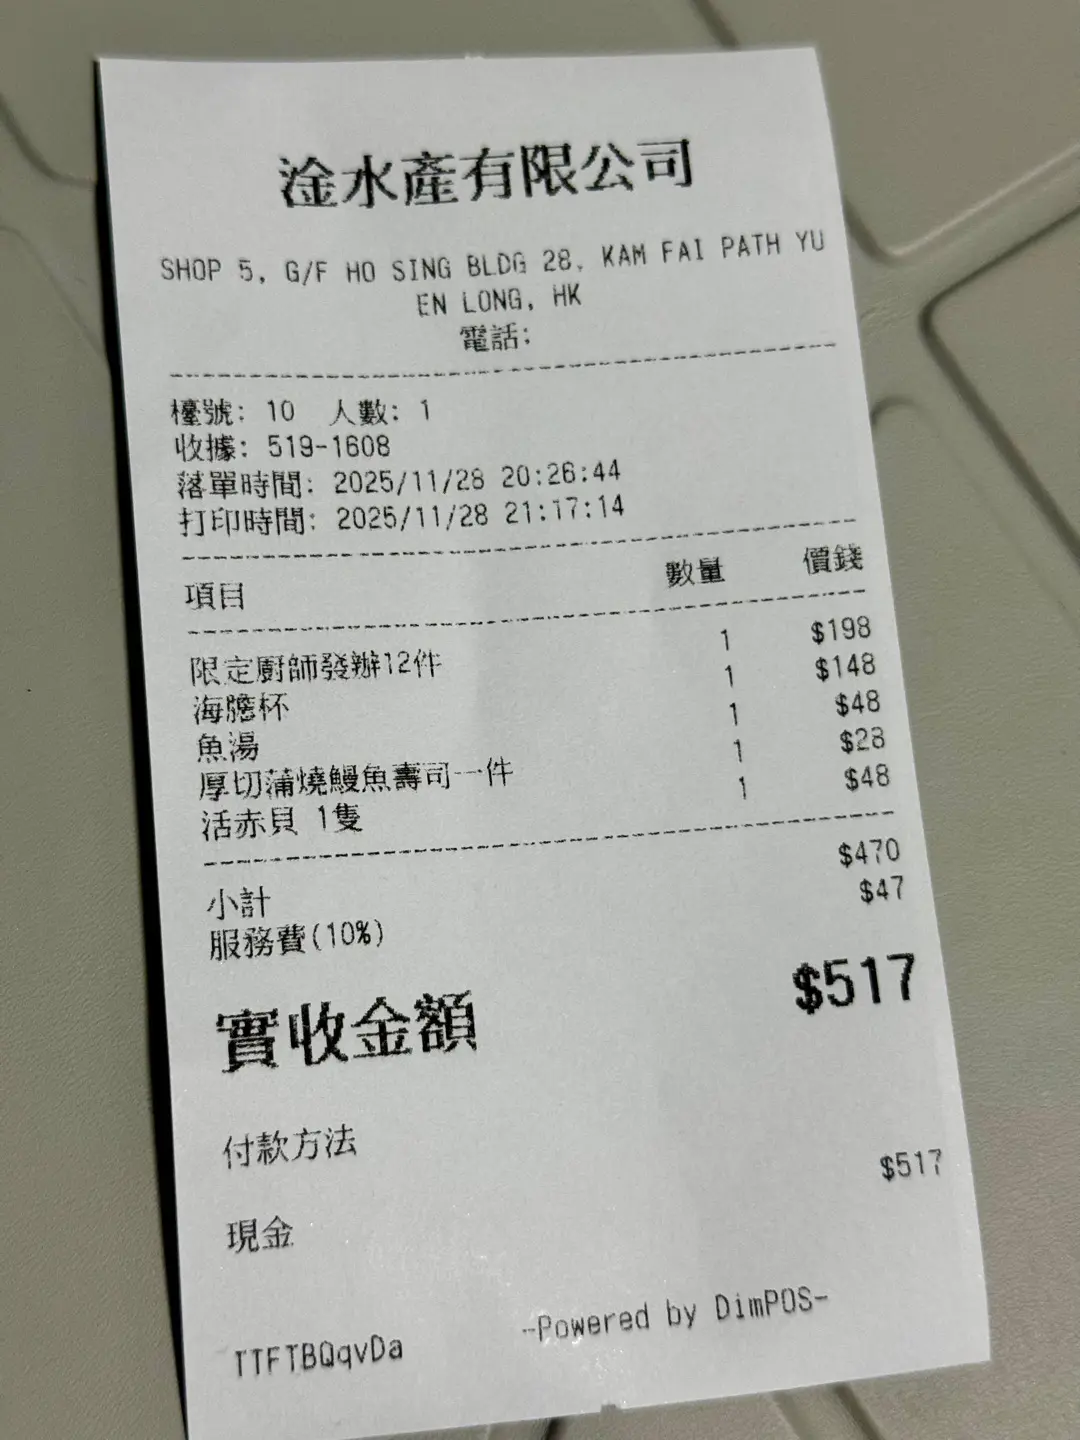 淦水產有限公司
SHOP 5, G/F HO SING BLDG 28, KAM FAI PATH YU
EN LONG, HK
電話:
檯號: 10 人數: 1
收據: 519-1608
落單時間: 2025/11/28 20:26:44
打印時間: 2025/11/28 21:17:14
項目 數量 價錢
限定廚師發辦12件 1 $198
海膽杯 1 $148
魚湯 1 $48
厚切蒲燒鰻魚壽司一件 1 $28
活赤貝 1隻 1 $48
小計 $470
服務費(10%) $47
實收金額 $517
付款方法
現金 $517
TTFTBQqvDa -Powered by DimPOS-